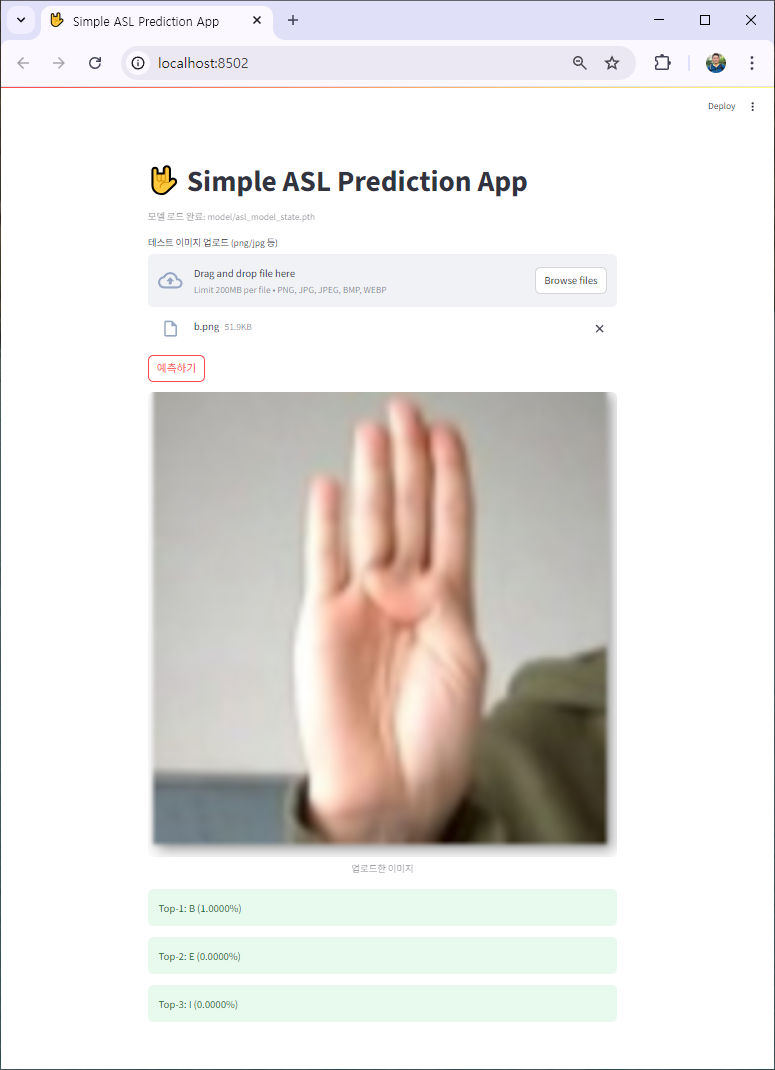 Simple ASL Prediction App
localhost:8502
Deploy
Simple ASL Prediction App
모델 로드 완료: model/asl_model_state.pth
테스트 이미지 업로드 (png/jpg 등)
Drag and drop file here
Limit 200MB per file • PNG, JPG, JPEG, BMP, WEBP
Browse files
b.png 51.9KB
예측하기
업로드한 이미지
Top-1: B (1.0000%)
Top-2: E (0.0000%)
Top-3: I (0.0000%)